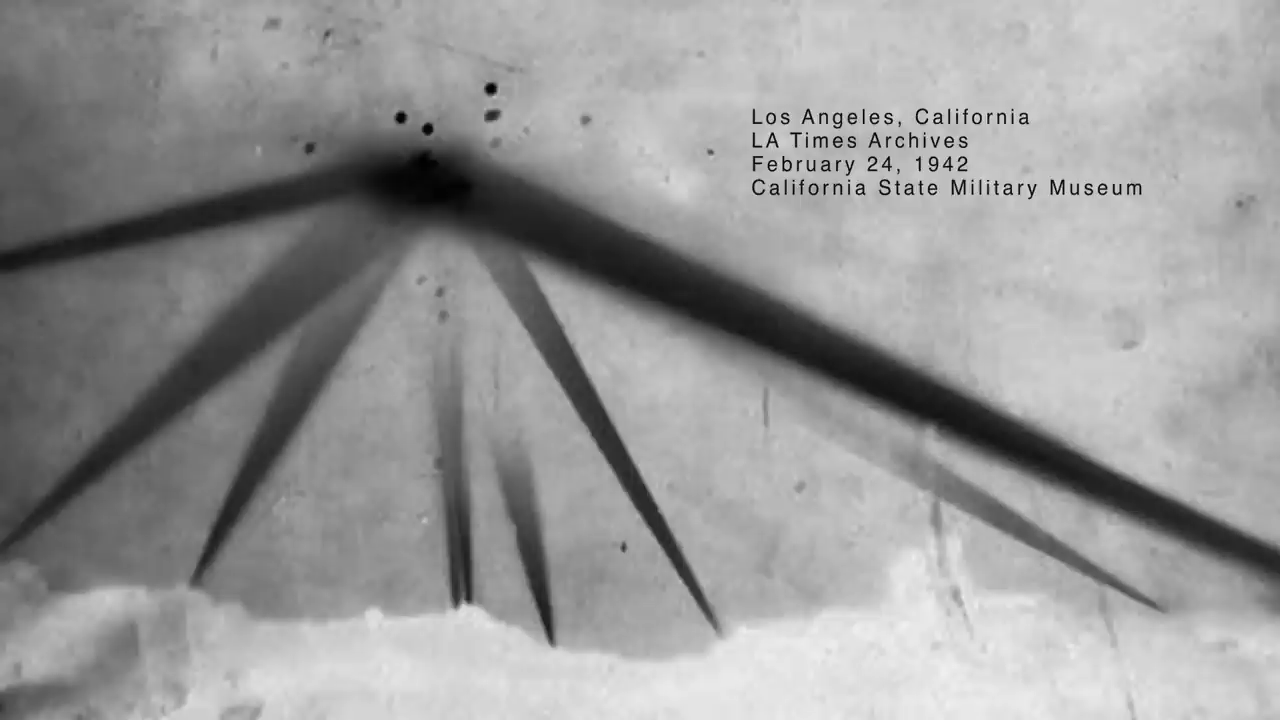 Los Angeles, California
LA Times Archives
February 24, 1942
California State Military Museum